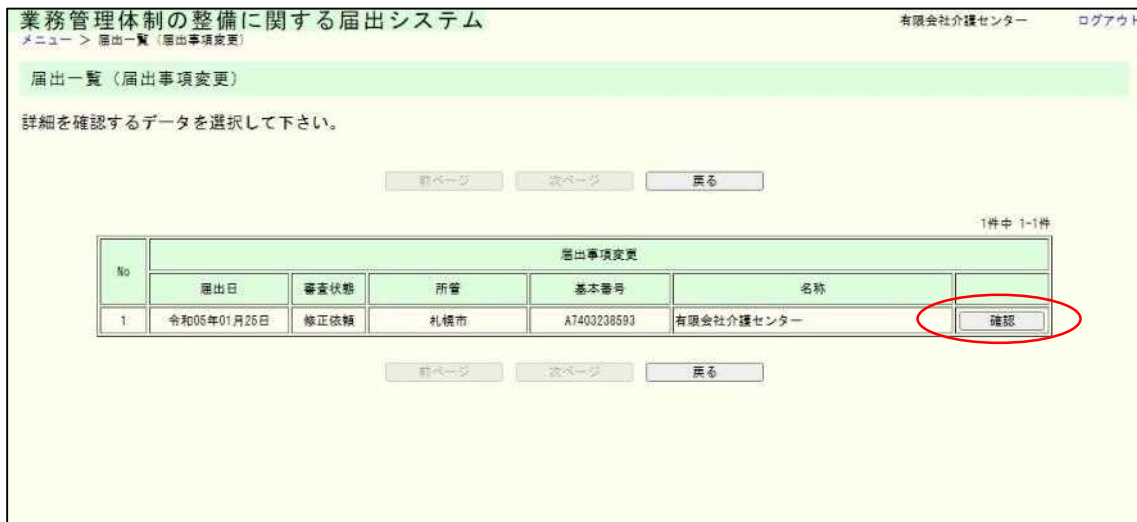 業務管理体制の整備に関する届出システム
有限会社介護センター ログアウト
メニュー > 届出一覧（届出事項変更）
届出一覧（届出事項変更）
詳細を確認するデータを選択して下さい。
前ページ 次ページ 戻る
1件中 1-1件
No 届出事項変更
届出日 審査状態 所管 基本番号 名称
1 令和05年01月25日 修正依頼 札幌市 A7403238593 有限会社介護センター 確認
前ページ 次ページ 戻る